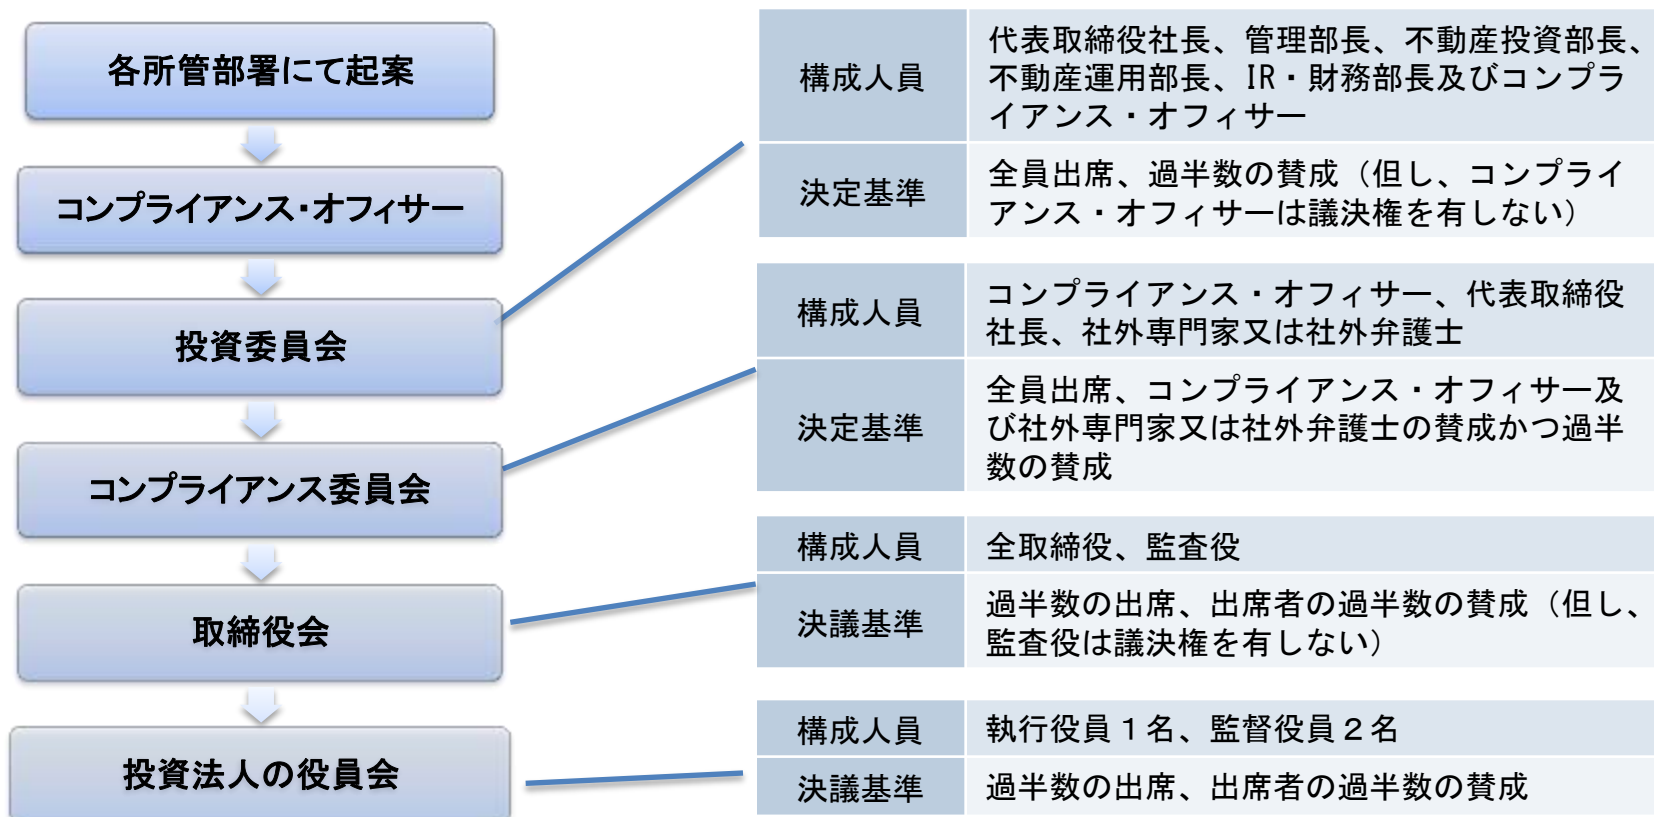 各所管部署にて起案
コンプライアンス・オフィサー
投資委員会
コンプライアンス委員会
取締役会
投資法人の役員会
構成人員
代表取締役社長、管理部長、不動産投資部長、
不動産運用部長、IR・財務部長及びコンプラ
イアンス・オフィサー
決定基準
全員出席、過半数の賛成（但し、コンプライ
アンス・オフィサーは議決権を有しない）
構成人員
コンプライアンス・オフィサー、代表取締役
社長、社外専門家又は社外弁護士
決定基準
全員出席、コンプライアンス・オフィサー及
び社外専門家又は社外弁護士の賛成かつ過半
数の賛成
構成人員
全取締役、監査役
決議基準
過半数の出席、出席者の過半数の賛成（但し、
監査役は議決権を有しない）
構成人員
執行役員１名、監督役員２名
決議基準
過半数の出席、出席者の過半数の賛成